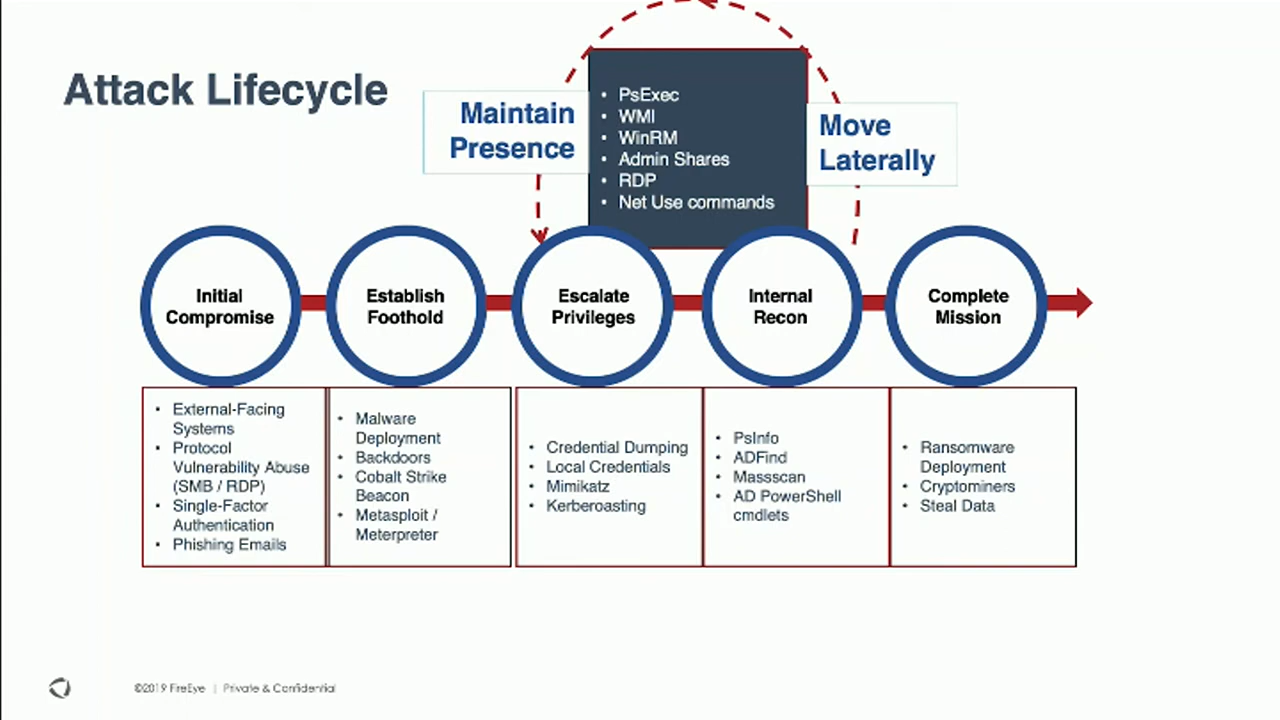 Attack Lifecycle
Maintain
Presence
• PsExec
• WMI
• WinRM
• Admin Shares
• RDP
• Net Use commands
Move
Laterally
Initial
Compromise
Establish
Foothold
Escalate
Privileges
Internal
Recon
Complete
Mission
• External-Facing
Systems
• Protocol
Vulnerability Abuse
(SMB / RDP)
• Single-Factor
Authentication
• Phishing Emails
• Malware
Deployment
• Backdoors
• Cobalt Strike
Beacon
• Metasploit /
Meterpreter
• Credential Dumping
• Local Credentials
• Mimikatz
• Kerberoasting
• PsInfo
• ADFind
• Massscan
• AD PowerShell
cmdlets
• Ransomware
Deployment
• Cryptominers
• Steal Data
©2019 FireEye | Private & Confidential